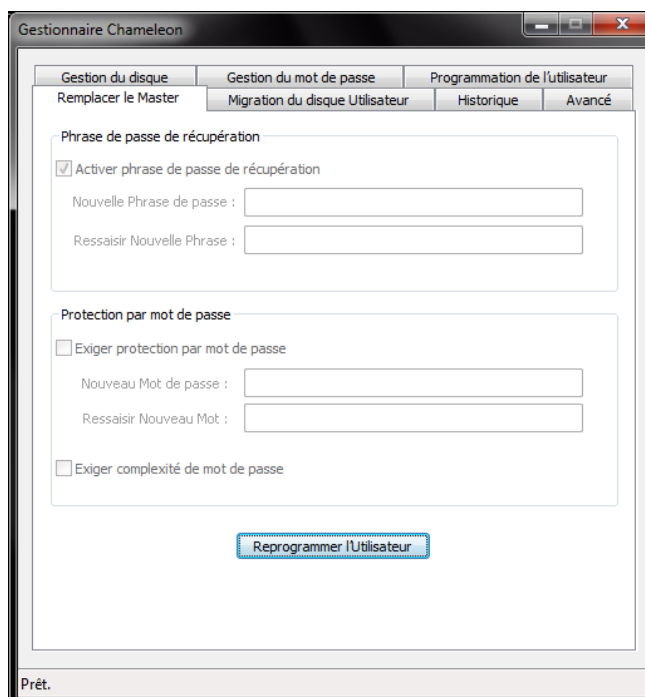 Gestionnaire Chameleon
Gestion du disque Gestion du mot de passe Programmation de l'utilisateur
Remplacer le Master Migration du disque Utilisateur Historique Avancé
Phrase de passe de récupération
Activer phrase de passe de récupération
Nouvelle Phrase de passe :
Ressaisir Nouvelle Phrase :
Protection par mot de passe
Exiger protection par mot de passe
Nouveau Mot de passe :
Ressaisir Nouveau Mot :
Exiger complexité de mot de passe
Reprogrammer l'Utilisateur
Prêt.